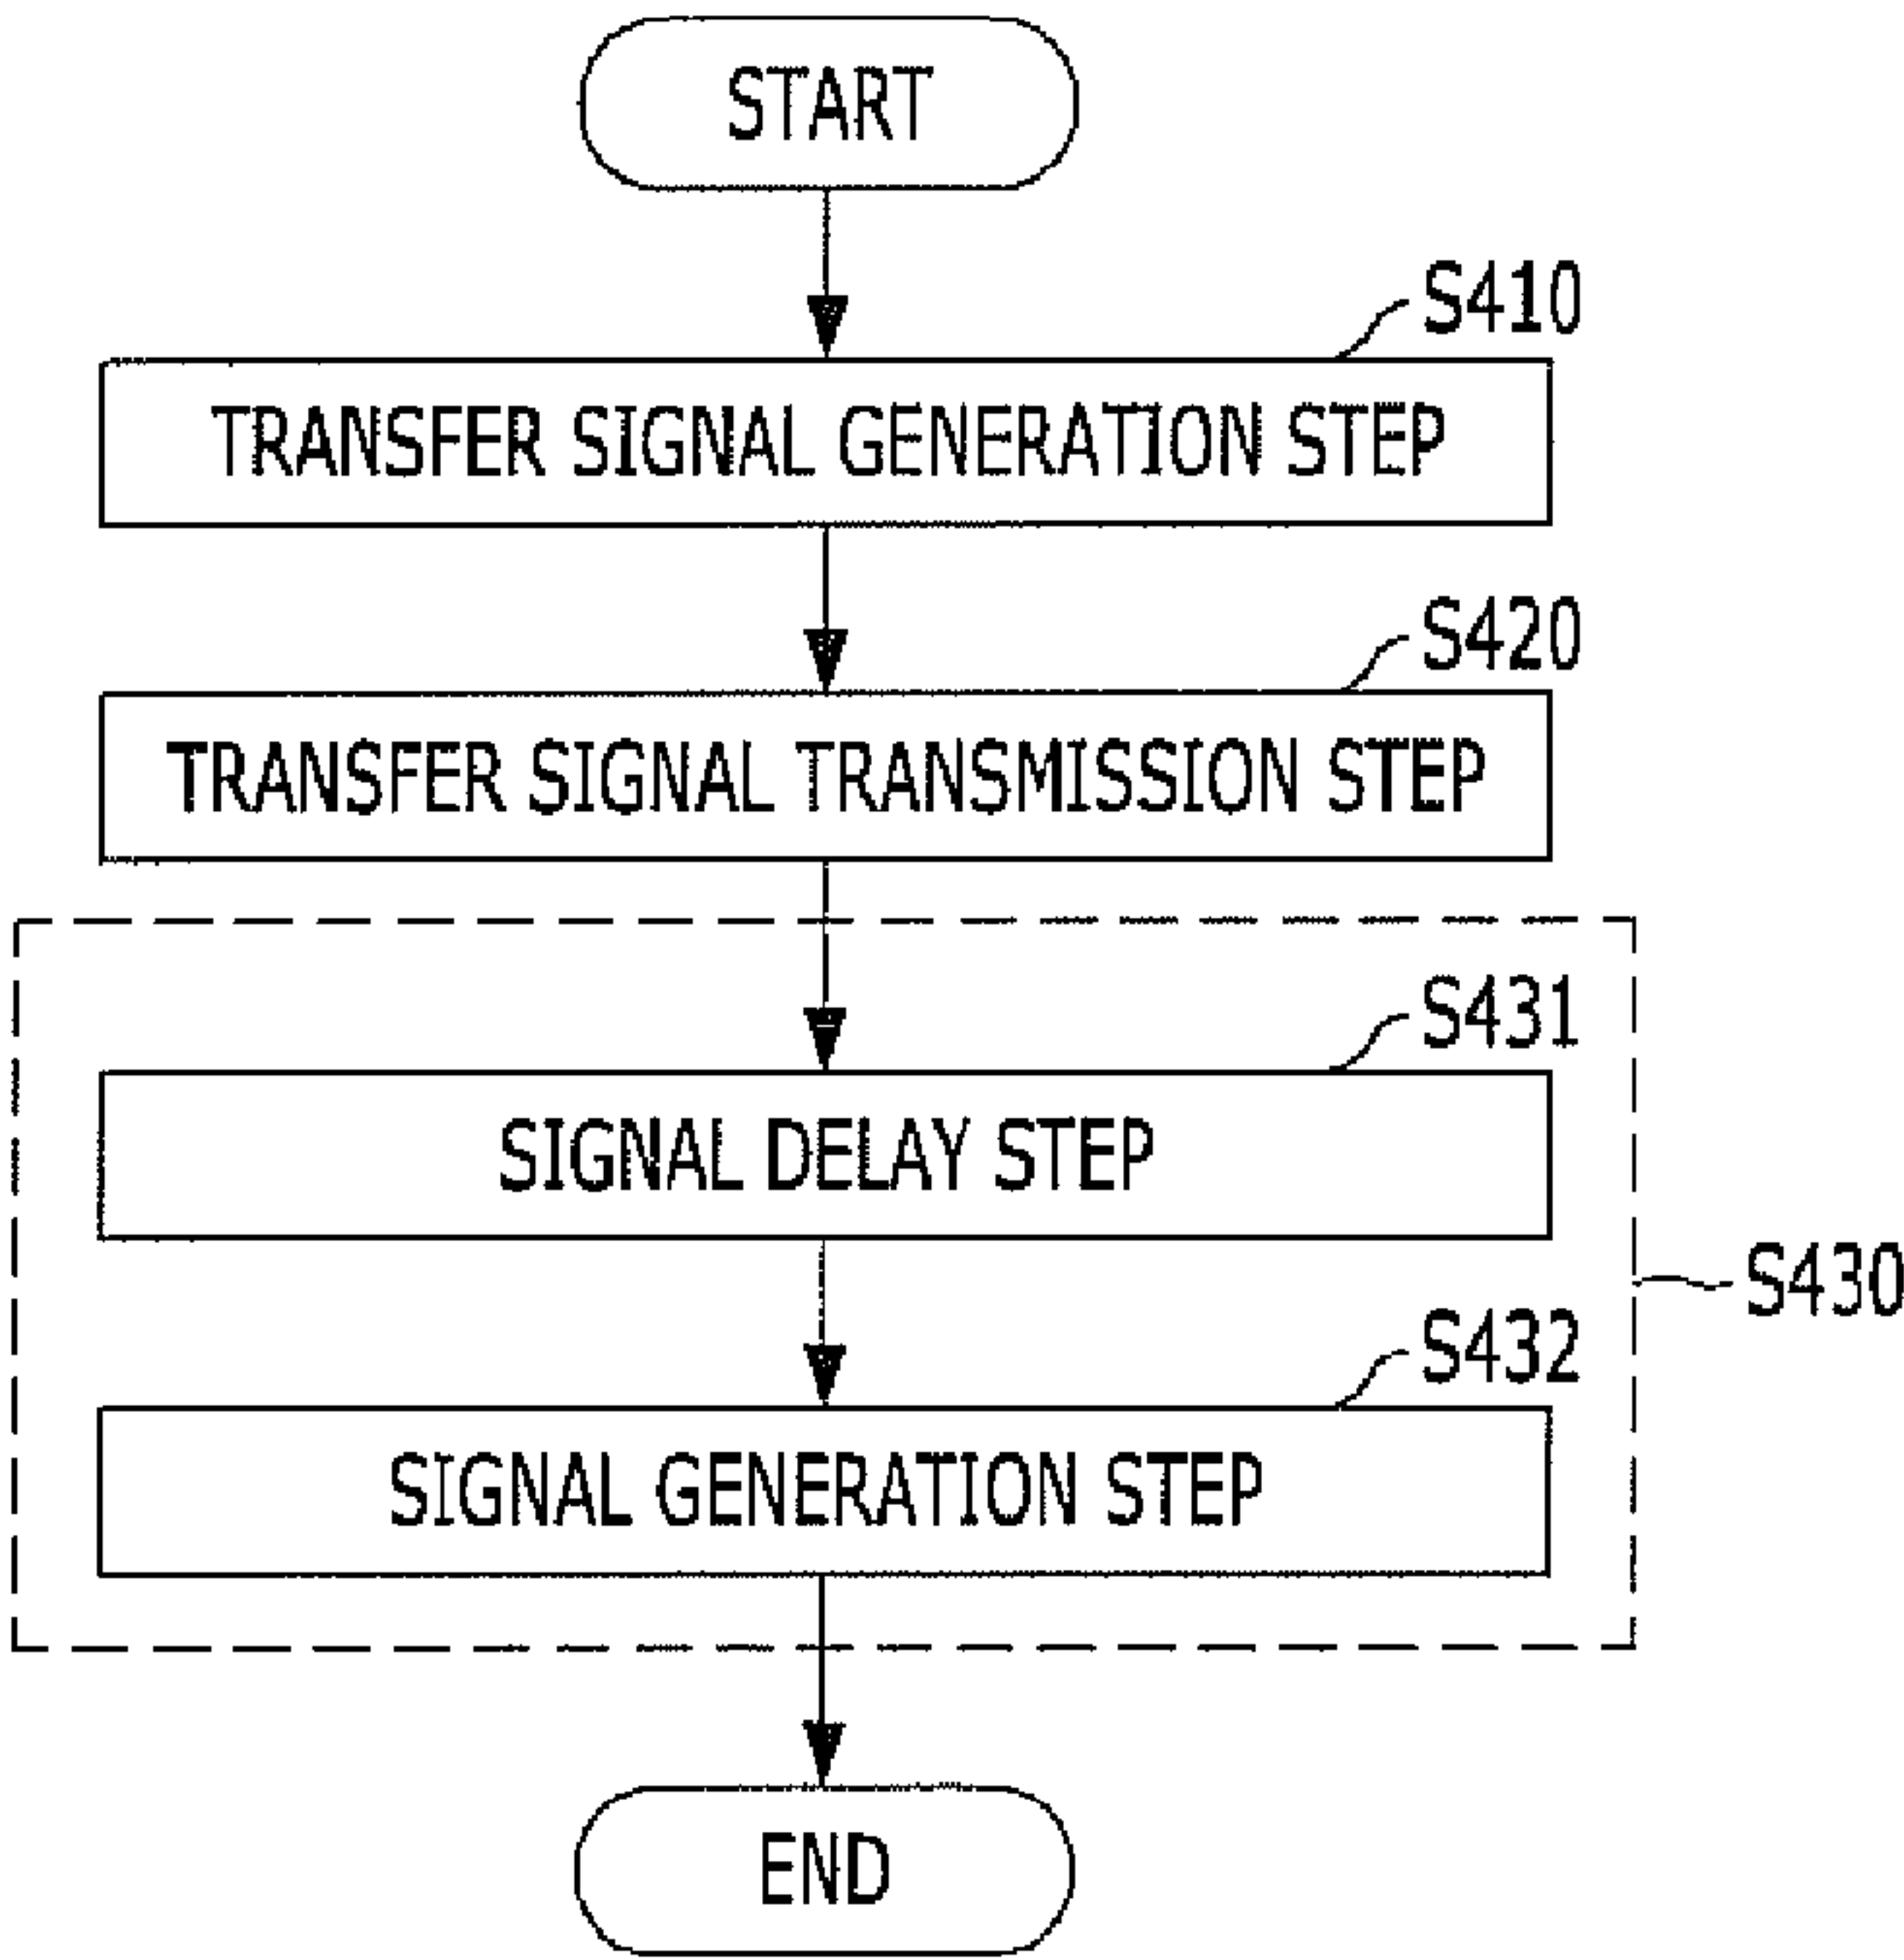 START
S410
TRANSFER SIGNAL GENERATION STEP
S420
TRANSFER SIGNAL TRANSMISSION STEP
S431
SIGNAL DELAY STEP
S430
S432
SIGNAL GENERATION STEP
END